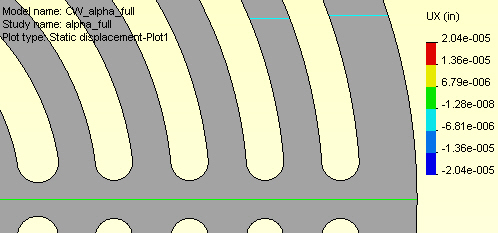 Model name: CW_alpha_full
Study name: alpha_full
Plot type: Static displacement-Plot1
UX (in)
2.04e-005
1.36e-005
6.79e-006
-1.28e-008
-6.81e-006
-1.36e-005
-2.04e-005